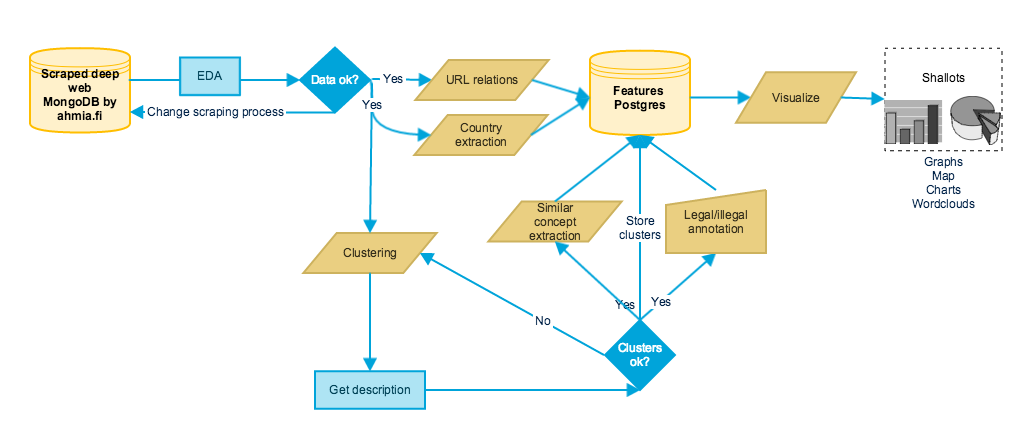 Scraped deep
web
MongoDB by
ahmia.fi
EDA
Data ok?
Yes
Yes
Change scraping process
URL relations
Country
extraction
Features
Postgres
Visualize
Shallots
Graphs
Map
Charts
Wordclouds
Similar
concept
extraction
Store
clusters
Legal/illegal
annotation
Clustering
No
Yes
Yes
Clusters
ok?
Get description